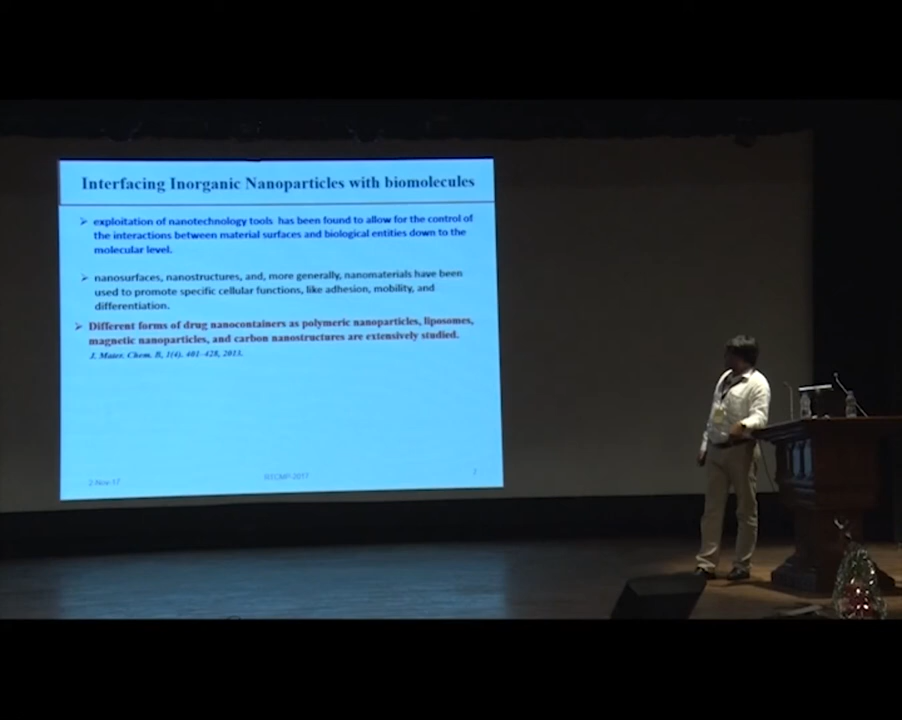 Interfacing Inorganic Nanoparticles with biomolecules
➢ exploitation of nanotechnology tools has been found to allow for the control of
the interactions between material surfaces and biological entities down to the
molecular level.
➢ nanosurfaces, nanostructures, and, more generally, nanomaterials have been
used to promote specific cellular functions, like adhesion, mobility, and
differentiation.
➢ Different forms of drug nanocontainers as polymeric nanoparticles, liposomes,
magnetic nanoparticles, and carbon nanostructures are extensively studied.
J. Mater. Chem. B, 1(4), 401–428, 2013.
2-Nov-17